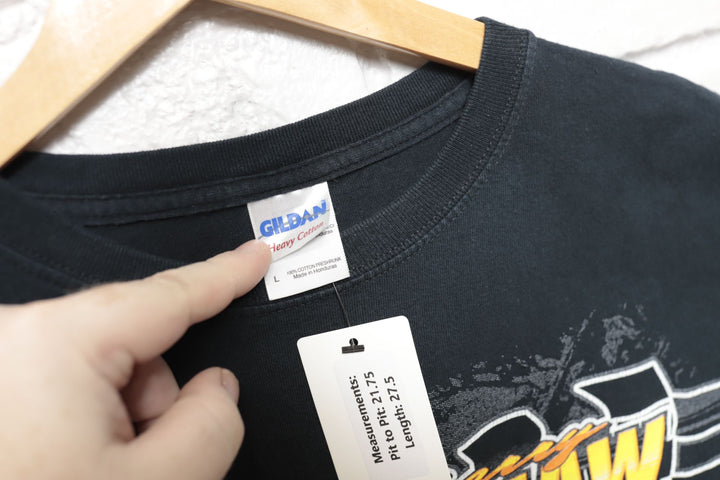 GILDAN
Heavy Cotton
L
100% COTTON PRESHRUNK
Made in Honduras
Measurements:
Pit to Pit: 21.75
Length: 27.5